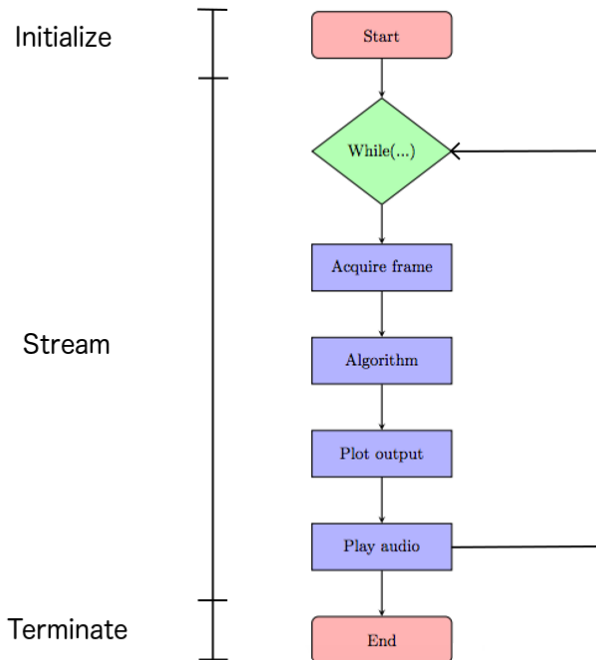 Initialize
Start
While(...)
Acquire frame
Stream
Algorithm
Plot output
Play audio
Terminate
End